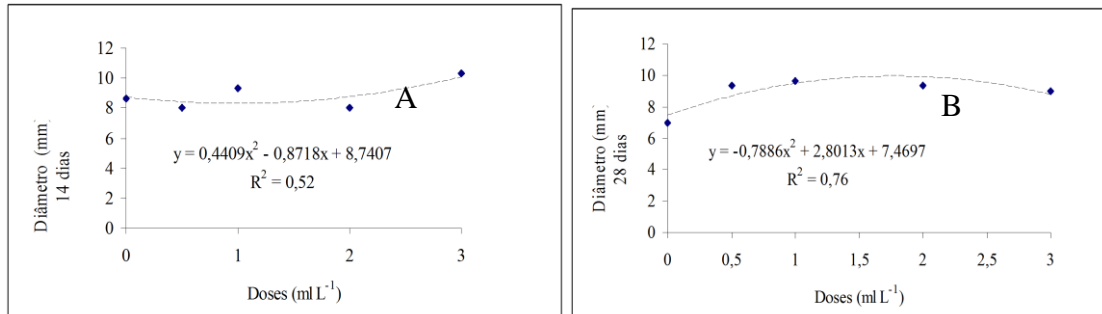 12
10
8
6
4
2
0
Diâmetro (mm)
14 dias
A
y = 0,4409x² - 0,8718x + 8,7407
R² = 0,52
0 1 2 3
Doses (ml L⁻¹)
12
10
8
6
4
2
0
Diâmetro (mm)
28 dias
B
y = -0,7886x² + 2,8013x + 7,4697
R² = 0,76
0 0,5 1 1,5 2 2,5 3
Doses (ml L⁻¹)